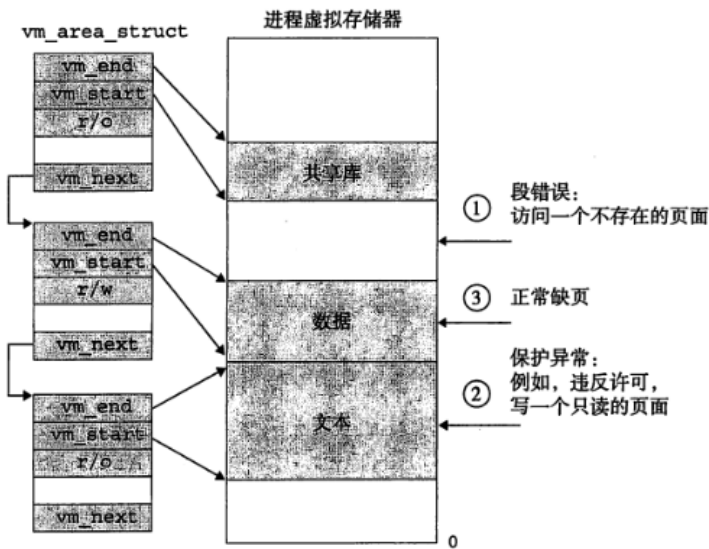 vm_area_struct
进程虚拟存储器
vm_end
vm_start
r/o
vm_next
共享库
① 段错误：
访问一个不存在的页面
vm_end
vm_start
r/w
vm_next
数据
③ 正常缺页
vm_end
vm_start
r/o
vm_next
文本
② 保护异常：
例如，违反许可，
写一个只读的页面
0